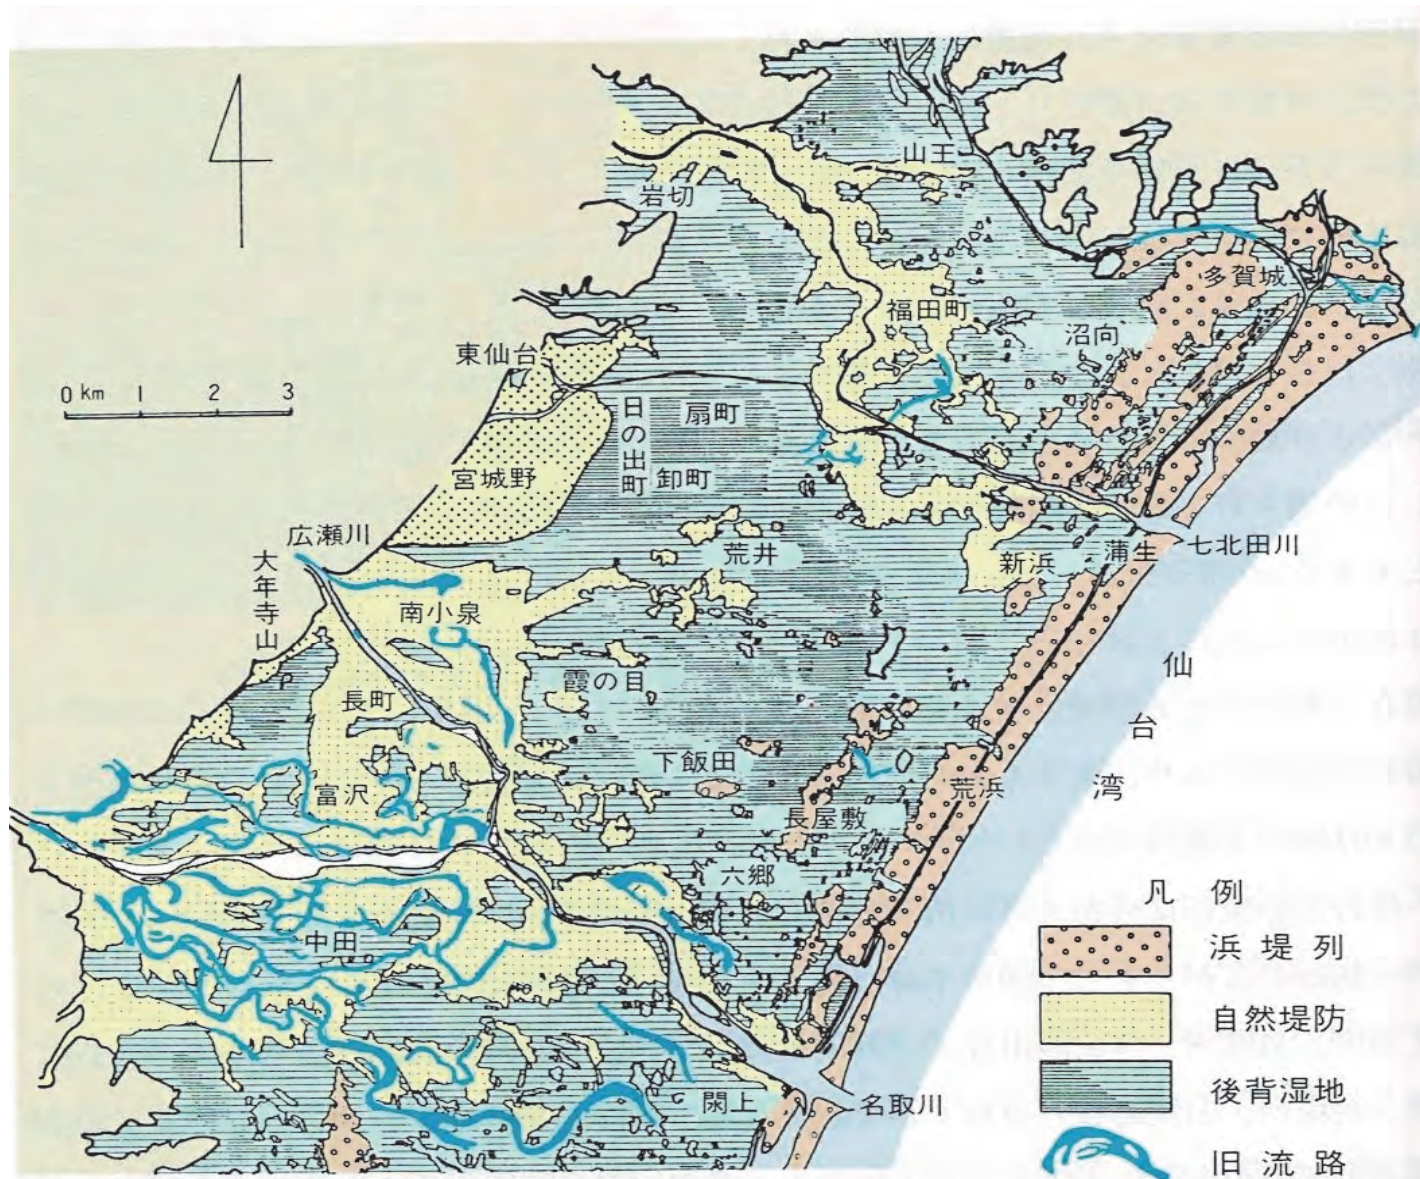 山王
岩切
多賀城
福田町
沼向
東仙台
0 km 1 2 3
日の出町
扇町
宮城野
卸町
広瀬川
荒井
新浜
蒲生
七北田川
大年寺山
南小泉
霞の目
長町
仙台湾
下飯田
富沢
荒浜
長屋敷
六郷
中田
閖上
名取川
凡 例
浜 堤 列
自然堤防
後背湿地
旧 流 路